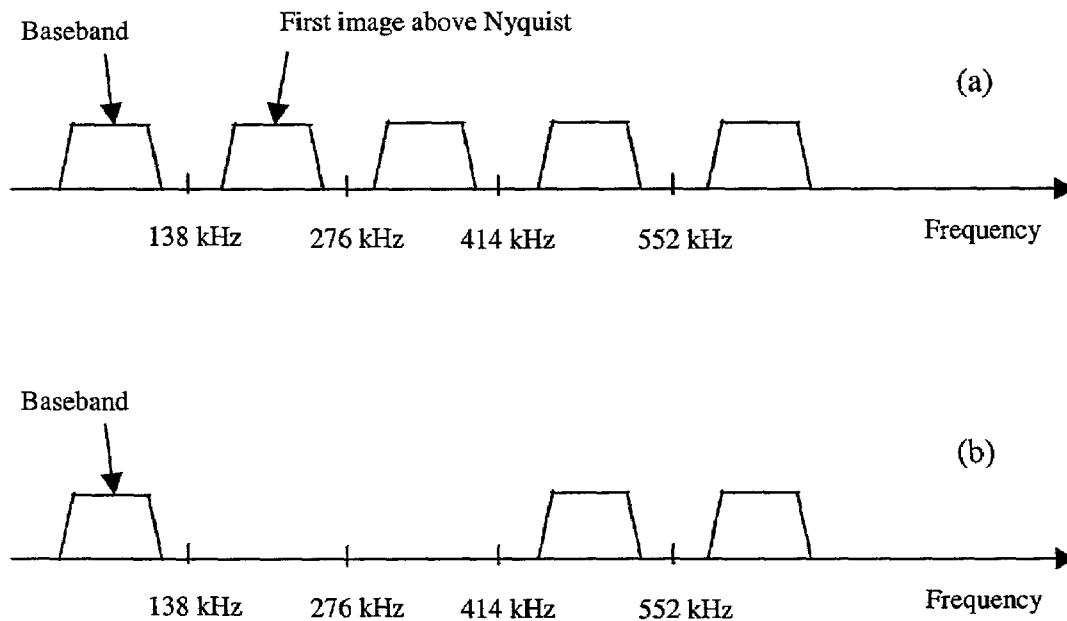 Baseband
First image above Nyquist
(a)
138 kHz
276 kHz
414 kHz
552 kHz
Frequency
Baseband
(b)
138 kHz
276 kHz
414 kHz
552 kHz
Frequency